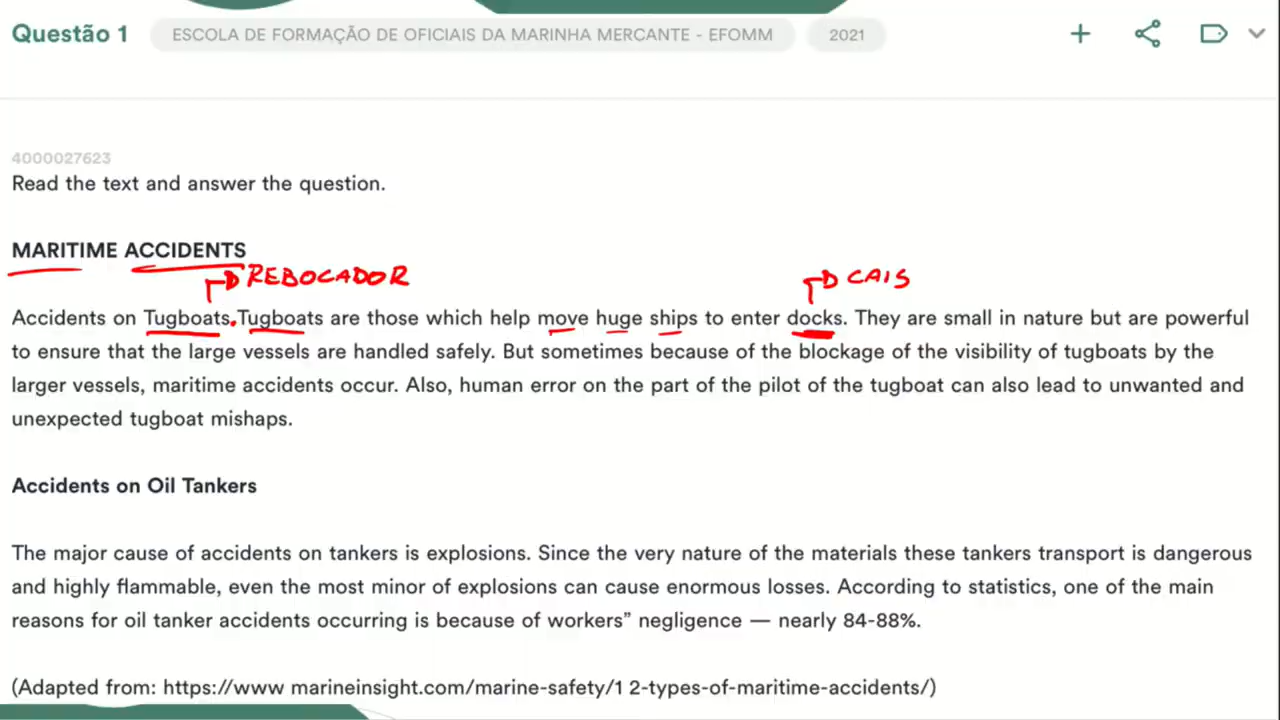 Questão 1 ESCOLA DE FORMAÇÃO DE OFICIAIS DA MARINHA MERCANTE - EFOMM 2021
4000027623
Read the text and answer the question.
MARITIME ACCIDENTS
REBOCADOR CAIS
Accidents on Tugboats.Tugboats are those which help move huge ships to enter docks. They are small in nature but are powerful
to ensure that the large vessels are handled safely. But sometimes because of the blockage of the visibility of tugboats by the
larger vessels, maritime accidents occur. Also, human error on the part of the pilot of the tugboat can also lead to unwanted and
unexpected tugboat mishaps.
Accidents on Oil Tankers
The major cause of accidents on tankers is explosions. Since the very nature of the materials these tankers transport is dangerous
and highly flammable, even the most minor of explosions can cause enormous losses. According to statistics, one of the main
reasons for oil tanker accidents occurring is because of workers” negligence — nearly 84-88%.
(Adapted from: https://www marineinsight.com/marine-safety/1 2-types-of-maritime-accidents/)